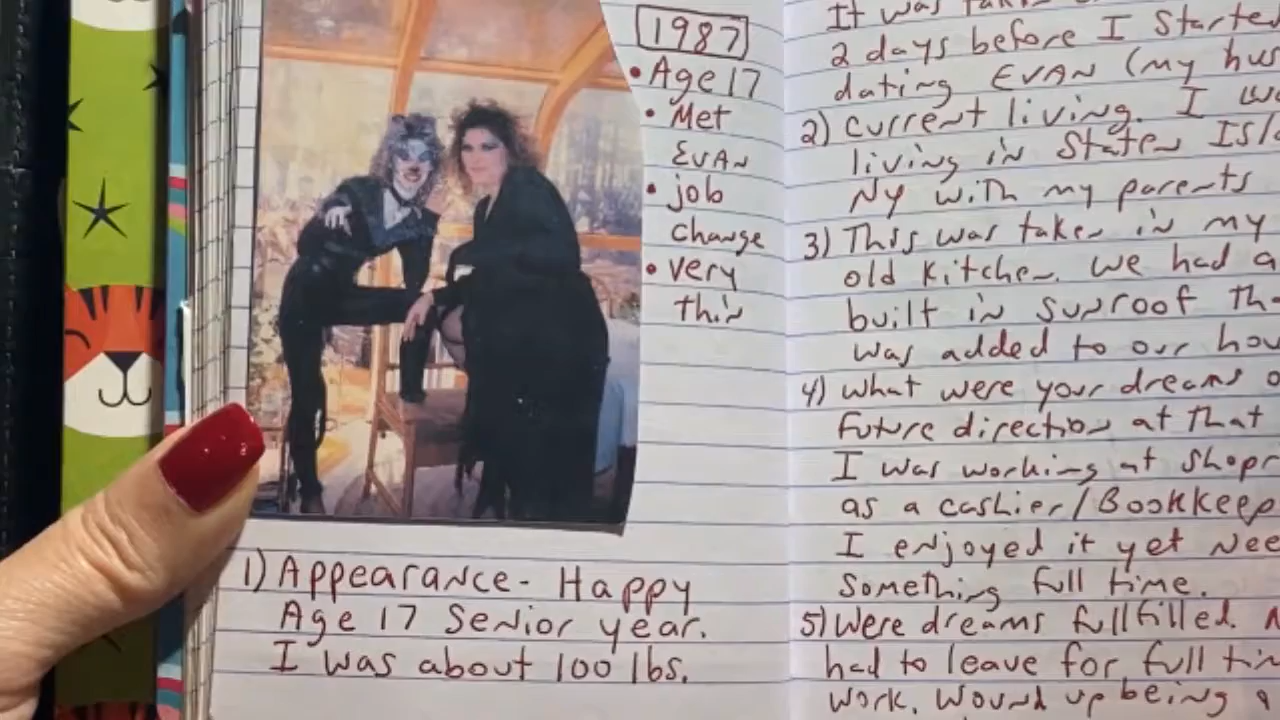 1987
• Age 17
• Met
EVAN
• job
change
• very
thin
1) Appearance - Happy
Age 17 Senior year.
I was about 100 lbs.
It was
2 days before I started
dating EVAN (my
2) current living. I
living in Staten
Ny with my parents
3) This was taken in my
old kitchen. we had a
built in sunroof
was added to our
4) what were your dreams
future direction at that
I was working at
as a cashier/
I enjoyed it yet
something full time.
5) Were dreams fullfilled.
had to leave for full
work. Wound up being a